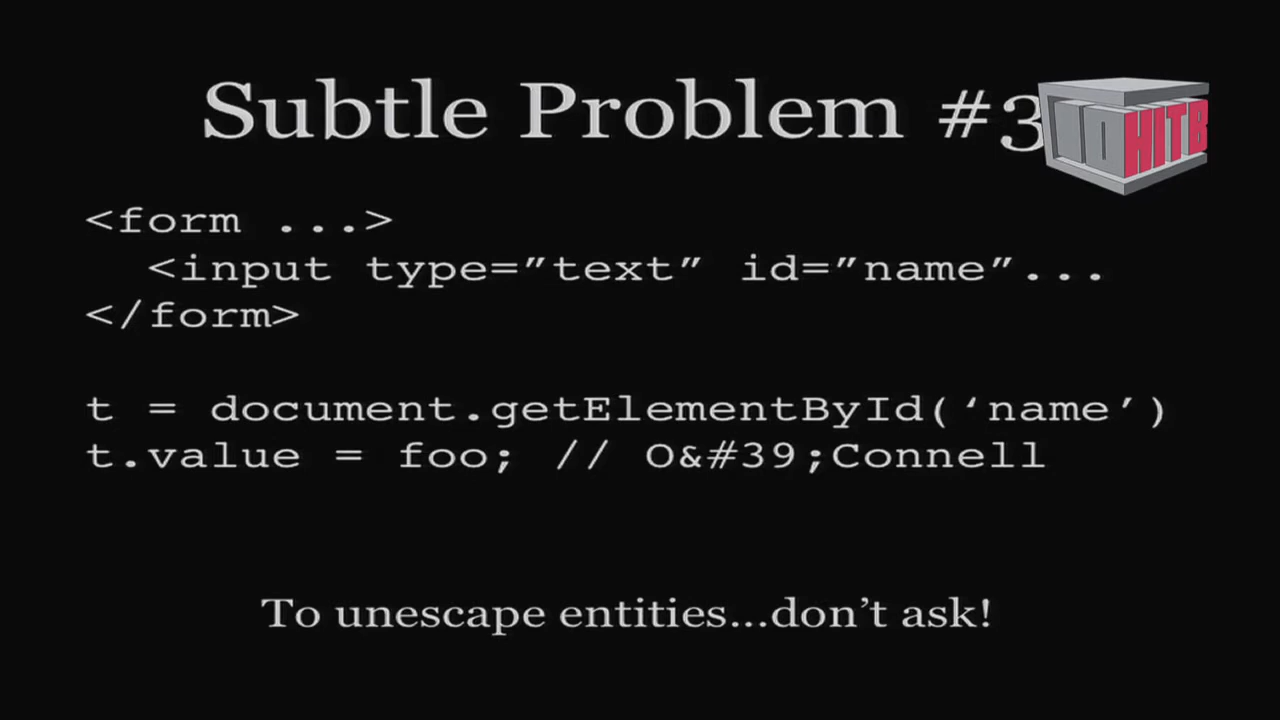 Subtle Problem #3
HITB
<form ...>
  <input type=”text” id=”name”...
</form>
t = document.getElementById(‘name’)
t.value = foo; // O&#39;Connell
To unescape entities...don’t ask!